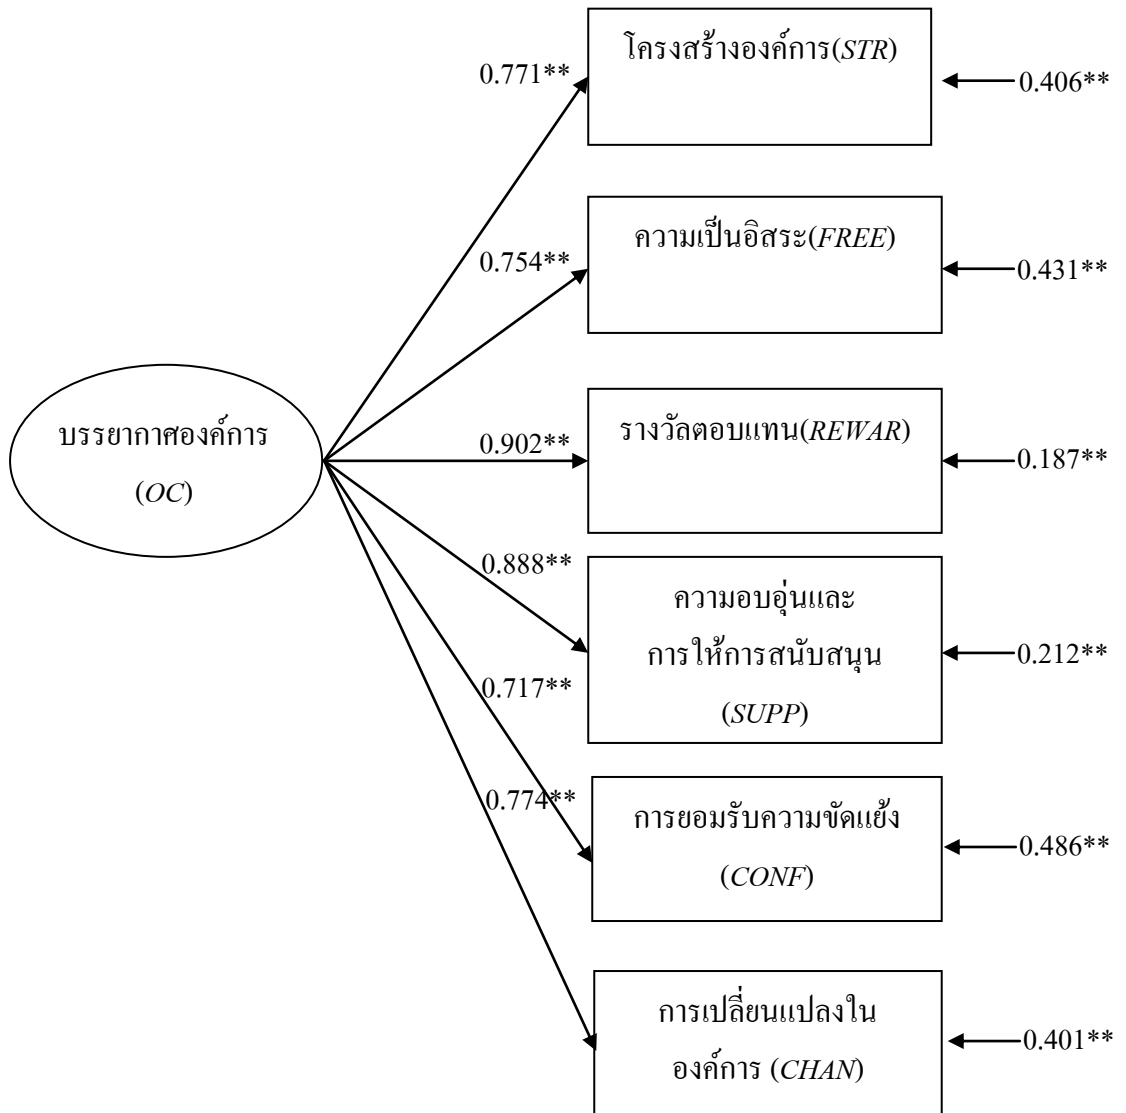 โครงสร้างองค์การ(STR)
0.771**
0.406**
ความเป็นอิสระ(FREE)
0.754**
0.431**
บรรยากาศองค์การ
(OC)
รางวัลตอบแทน(REWAR)
0.902**
0.187**
0.888**
ความอบอุ่นและ
การให้การสนับสนุน
(SUPP)
0.212**
0.717**
0.774**
การยอมรับความขัดแย้ง
(CONF)
0.486**
การเปลี่ยนแปลงใน
องค์การ (CHAN)
0.401**